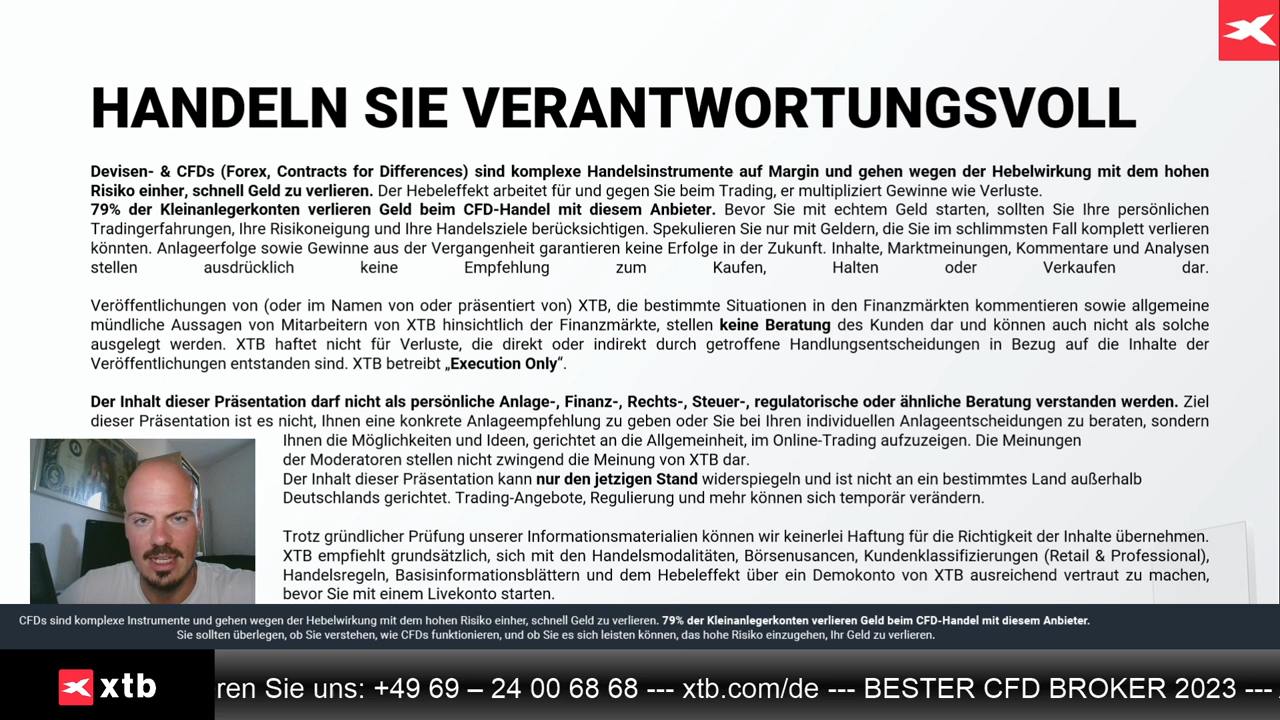 HANDELN SIE VERANTWORTUNGSVOLL
Devisen- & CFDs (Forex, Contracts for Differences) sind komplexe Handelsinstrumente auf Margin und gehen wegen der Hebelwirkung mit dem hohen
Risiko einher, schnell Geld zu verlieren. Der Hebeleffekt arbeitet für und gegen Sie beim Trading, er multipliziert Gewinne wie Verluste.
79% der Kleinanlegerkonten verlieren Geld beim CFD-Handel mit diesem Anbieter. Bevor Sie mit echtem Geld starten, sollten Sie Ihre persönlichen
Tradingerfahrungen, Ihre Risikoneigung und Ihre Handelsziele berücksichtigen. Spekulieren Sie nur mit Geldern, die Sie im schlimmsten Fall komplett verlieren
könnten. Anlageerfolge sowie Gewinne aus der Vergangenheit garantieren keine Erfolge in der Zukunft. Inhalte, Marktmeinungen, Kommentare und Analysen
stellen ausdrücklich keine Empfehlung zum Kaufen, Halten oder Verkaufen dar.
Veröffentlichungen von (oder im Namen von oder präsentiert von) XTB, die bestimmte Situationen in den Finanzmärkten kommentieren sowie allgemeine
mündliche Aussagen von Mitarbeitern von XTB hinsichtlich der Finanzmärkte, stellen keine Beratung des Kunden dar und können auch nicht als solche
ausgelegt werden. XTB haftet nicht für Verluste, die direkt oder indirekt durch getroffene Handlungsentscheidungen in Bezug auf die Inhalte der
Veröffentlichungen entstanden sind. XTB betreibt „Execution Only“.
Der Inhalt dieser Präsentation darf nicht als persönliche Anlage-, Finanz-, Rechts-, Steuer-, regulatorische oder ähnliche Beratung verstanden werden. Ziel
dieser Präsentation ist es nicht, Ihnen eine konkrete Anlageempfehlung zu geben oder Sie bei Ihren individuellen Anlageentscheidungen zu beraten, sondern
Ihnen die Möglichkeiten und Ideen, gerichtet an die Allgemeinheit, im Online-Trading aufzuzeigen. Die Meinungen
der Moderatoren stellen nicht zwingend die Meinung von XTB dar.
Der Inhalt dieser Präsentation kann nur den jetzigen Stand widerspiegeln und ist nicht an ein bestimmtes Land außerhalb
Deutschlands gerichtet. Trading-Angebote, Regulierung und mehr können sich temporär verändern.
Trotz gründlicher Prüfung unserer Informationsmaterialien können wir keinerlei Haftung für die Richtigkeit der Inhalte übernehmen.
XTB empfiehlt grundsätzlich, sich mit den Handelsmodalitäten, Börsenusancen, Kundenklassifizierungen (Retail & Professional),
Handelsregeln, Basisinformationsblättern und dem Hebeleffekt über ein Demokonto von XTB ausreichend vertraut zu machen,
bevor Sie mit einem Livekonto starten.
CFDs sind komplexe Instrumente und gehen wegen der Hebelwirkung mit dem hohen Risiko einher, schnell Geld zu verlieren. 79% der Kleinanlegerkonten verlieren Geld beim CFD-Handel mit diesem Anbieter.
Sie sollten überlegen, ob Sie verstehen, wie CFDs funktionieren, und ob Sie es sich leisten können, das hohe Risiko einzugehen, Ihr Geld zu verlieren.
xtb ren Sie uns: +49 69 – 24 00 68 68 --- xtb.com/de --- BESTER CFD BROKER 2023 ---